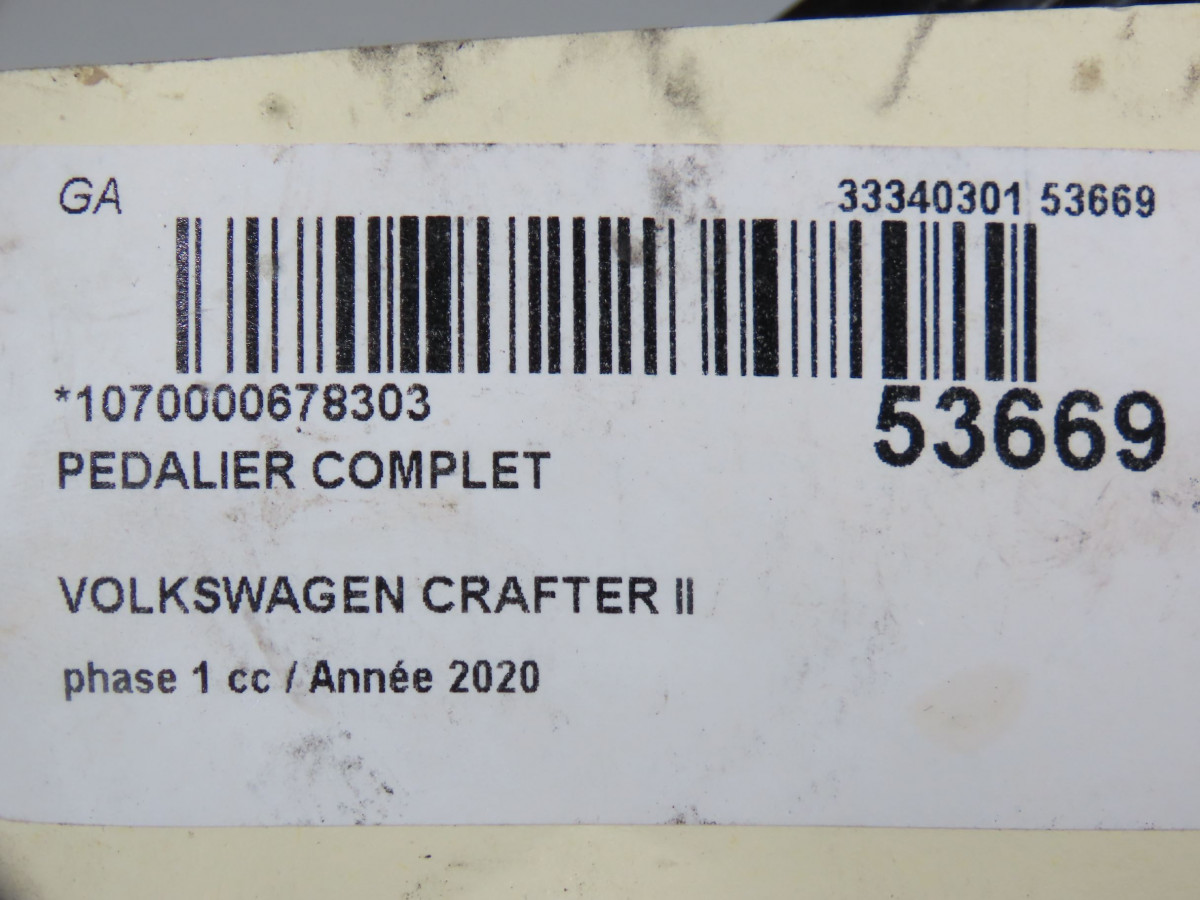 GA
33340301 53669
*1070000678303
53669
PEDALIER COMPLET
VOLKSWAGEN CRAFTER II
phase 1 cc / Année 2020